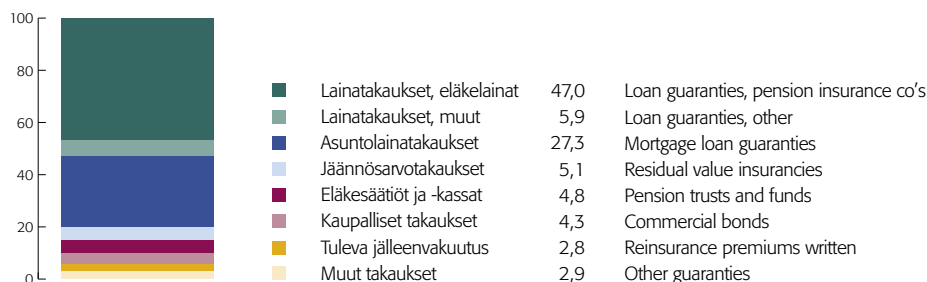 100
80
60
40
20
0
Lainatakaukset, eläkelainat 47,0 Loan guaranties, pension insurance co's
Lainatakaukset, muut 5,9 Loan guaranties, other
Asuntolainatakaukset 27,3 Mortgage loan guaranties
Jäännösarvotakaukset 5,1 Residual value insurancies
Eläkesäätiöt ja -kassat 4,8 Pension trusts and funds
Kaupalliset takaukset 4,3 Commercial bonds
Tuleva jälleenvakuutus 2,8 Reinsurance premiums written
Muut takaukset 2,9 Other guaranties